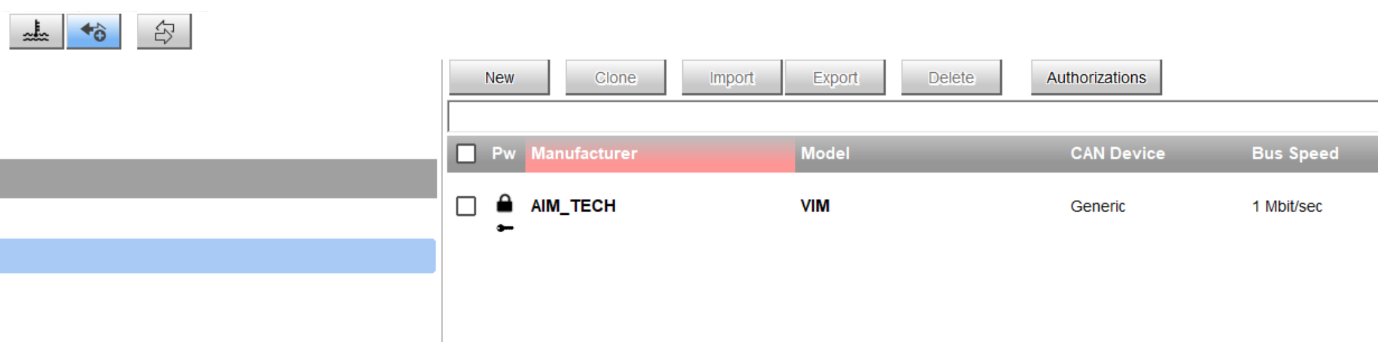 New Clone Import Export Delete Authorizations
Pw Manufacturer Model CAN Device Bus Speed
AIM_TECH VIM Generic 1 Mbit/sec